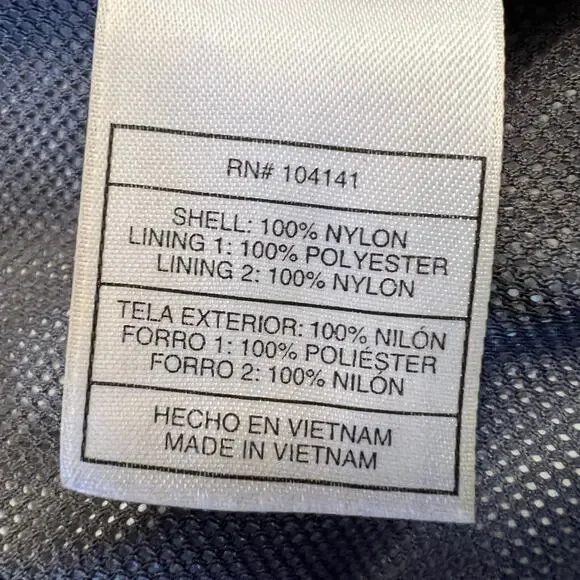 RN# 104141
SHELL: 100% NYLON
LINING 1: 100% POLYESTER
LINING 2: 100% NYLON
TELA EXTERIOR: 100% NILÓN
FORRO 1: 100% POLIÉSTER
FORRO 2: 100% NILÓN
HECHO EN VIETNAM
MADE IN VIETNAM